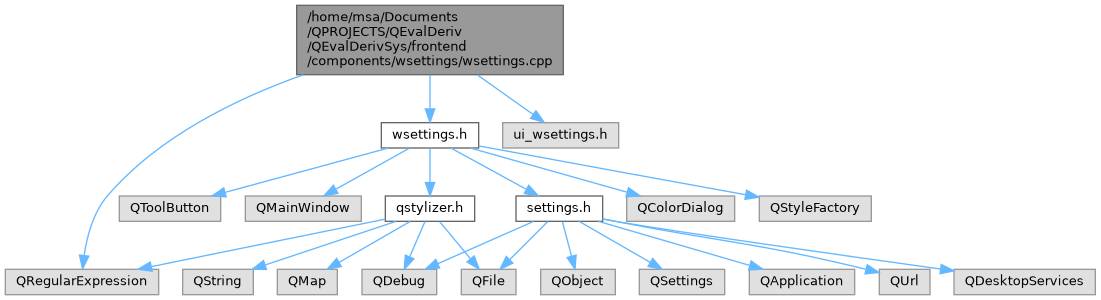 /home/msa/Documents
/QPROJECTS/QEvalDeriv
/QEvalDerivSys/frontend
/components/wsettings/wsettings.cpp
wsettings.h
ui_wsettings.h
QToolButton
QMainWindow
qstylizer.h
settings.h
QColorDialog
QStyleFactory
QRegularExpression
QString
QMap
QDebug
QFile
QObject
QSettings
QApplication
QUrl
QDesktopServices